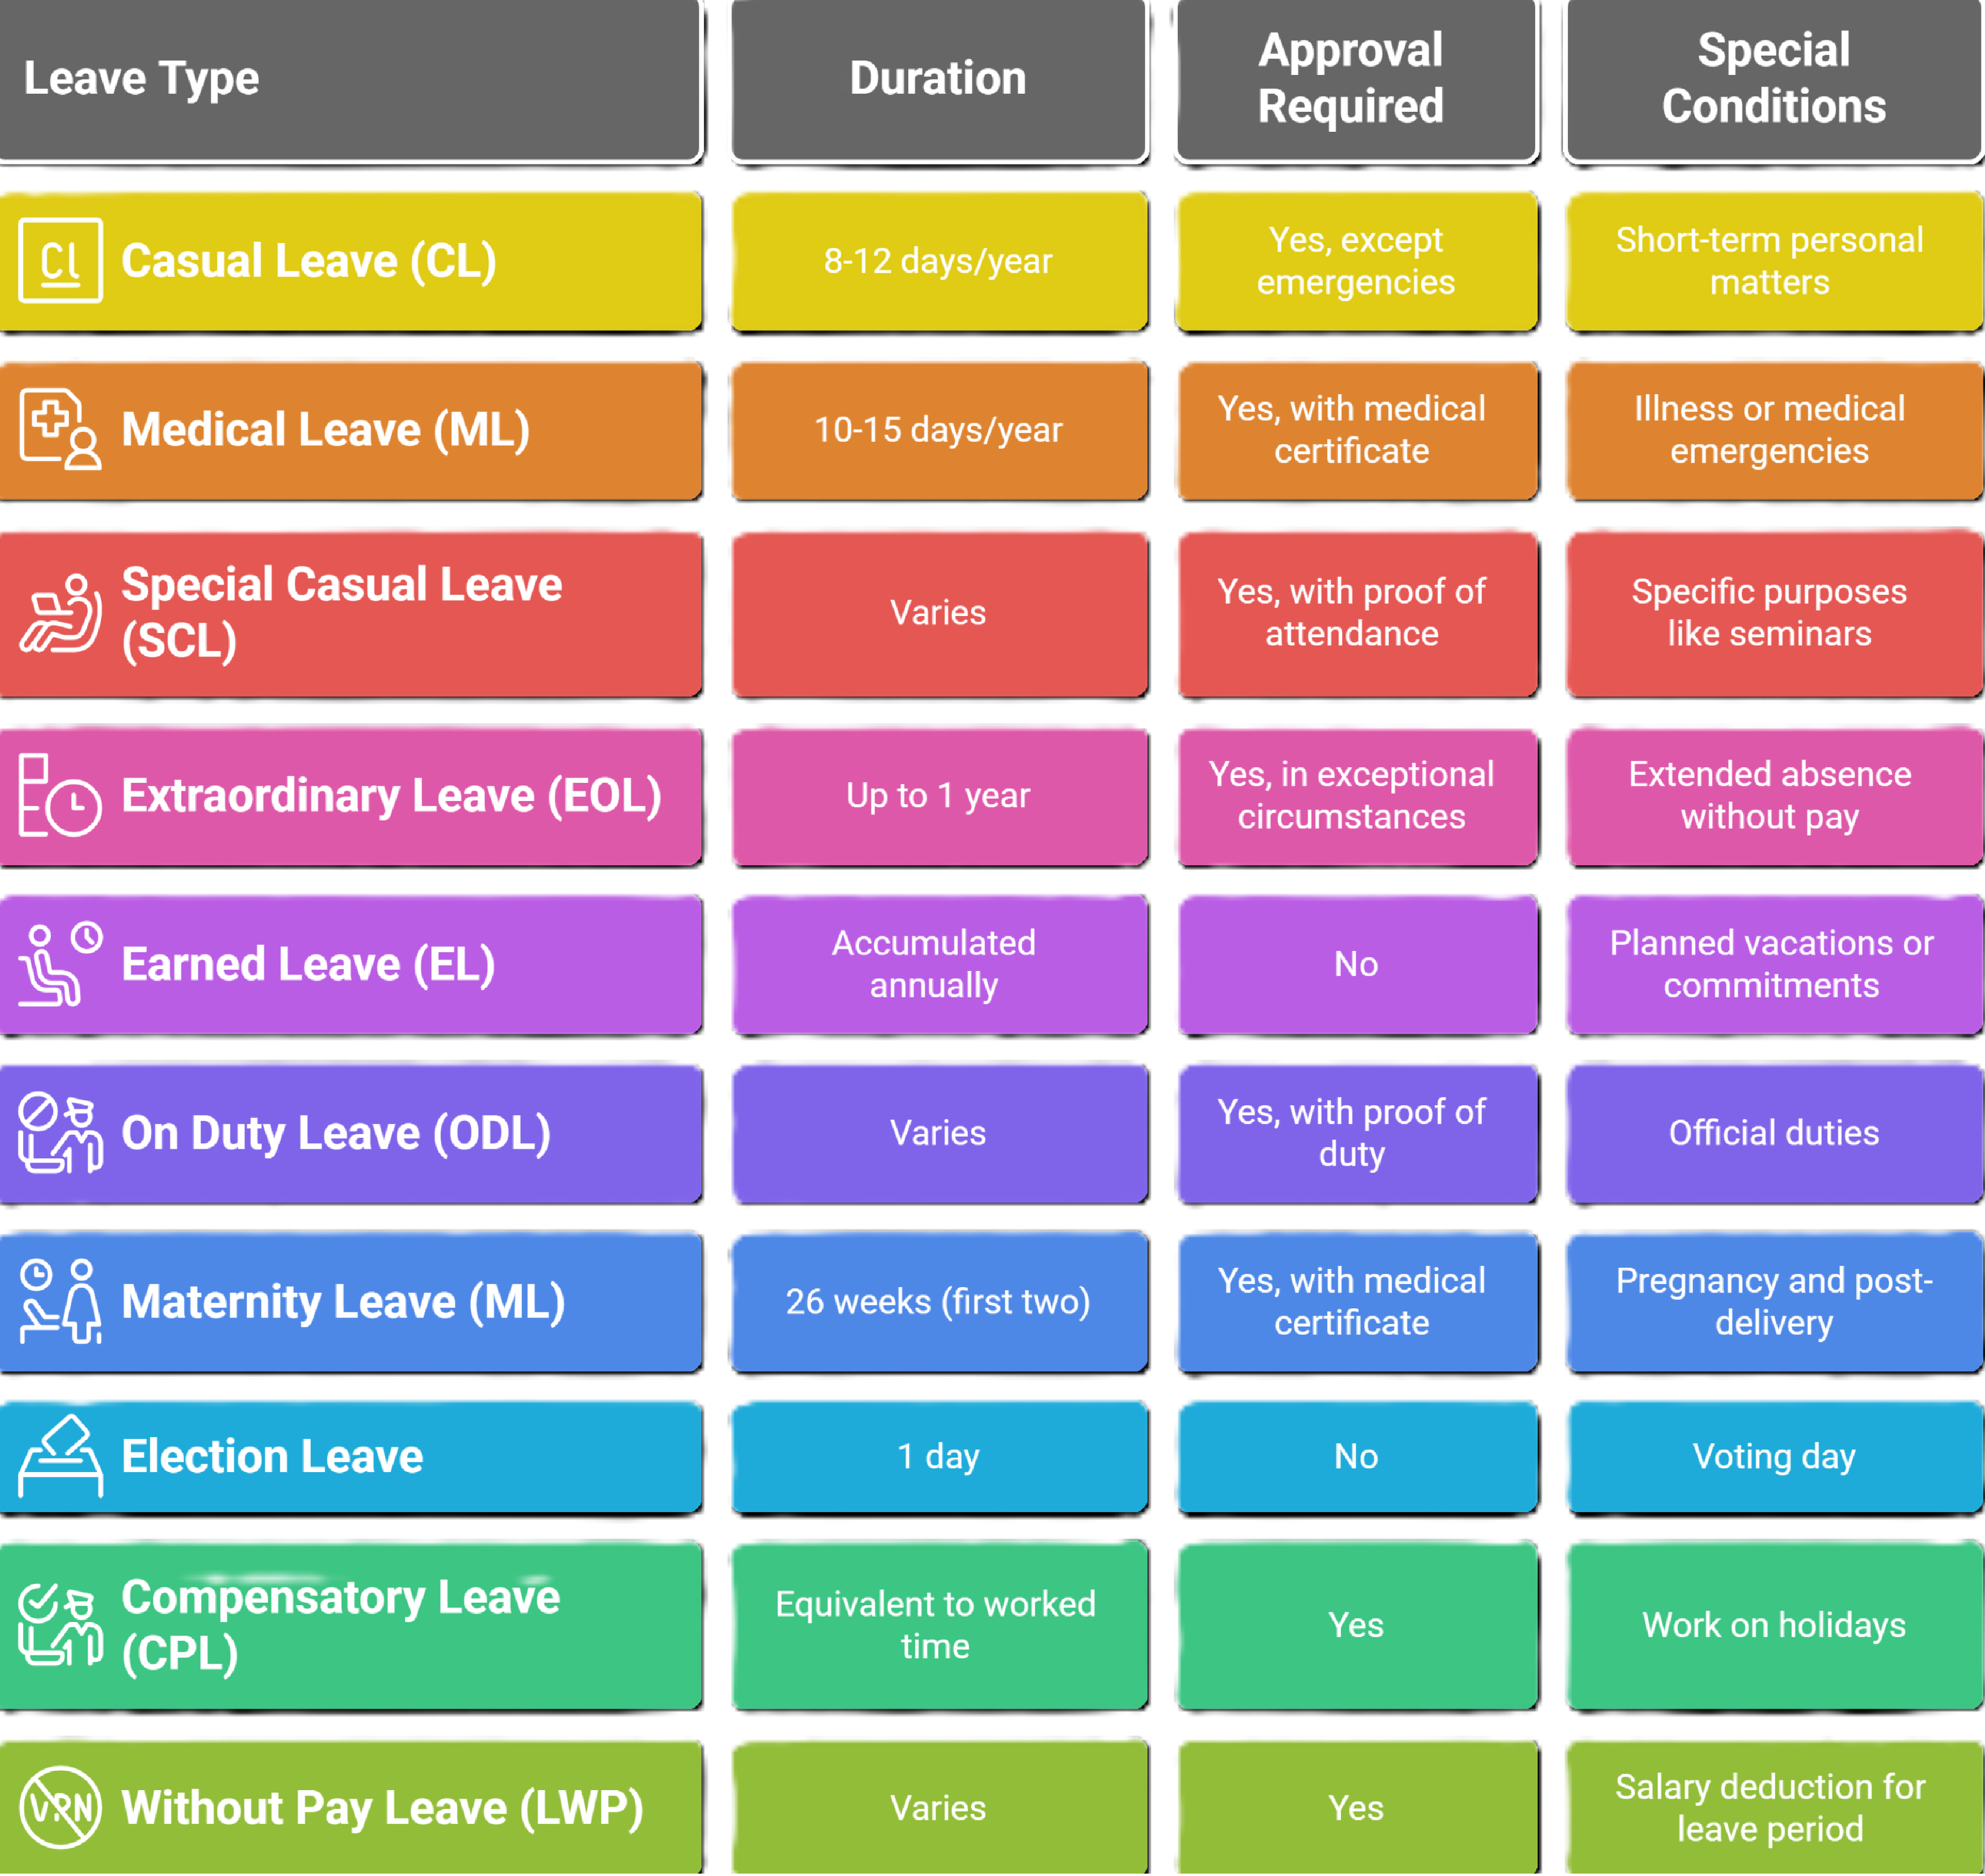 Leave Type
Duration
Approval
Required
Special
Conditions
CL
Casual Leave (CL)
8-12 days/year
Yes, except
emergencies
Short-term personal
matters
Medical Leave (ML)
10-15 days/year
Yes, with medical
certificate
Illness or medical
emergencies
Special Casual Leave
(SCL)
Varies
Yes, with proof of
attendance
Specific purposes
like seminars
Extraordinary Leave (EOL)
Up to 1 year
Yes, in exceptional
circumstances
Extended absence
without pay
Earned Leave (EL)
Accumulated
annually
No
Planned vacations or
commitments
On Duty Leave (ODL)
Varies
Yes, with proof of
duty
Official duties
Maternity Leave (ML)
26 weeks (first two)
Yes, with medical
certificate
Pregnancy and post-
delivery
Election Leave
1 day
No
Voting day
Compensatory Leave
(CPL)
Equivalent to worked
time
Yes
Work on holidays
VPN
Without Pay Leave (LWP)
Varies
Yes
Salary deduction for
leave period